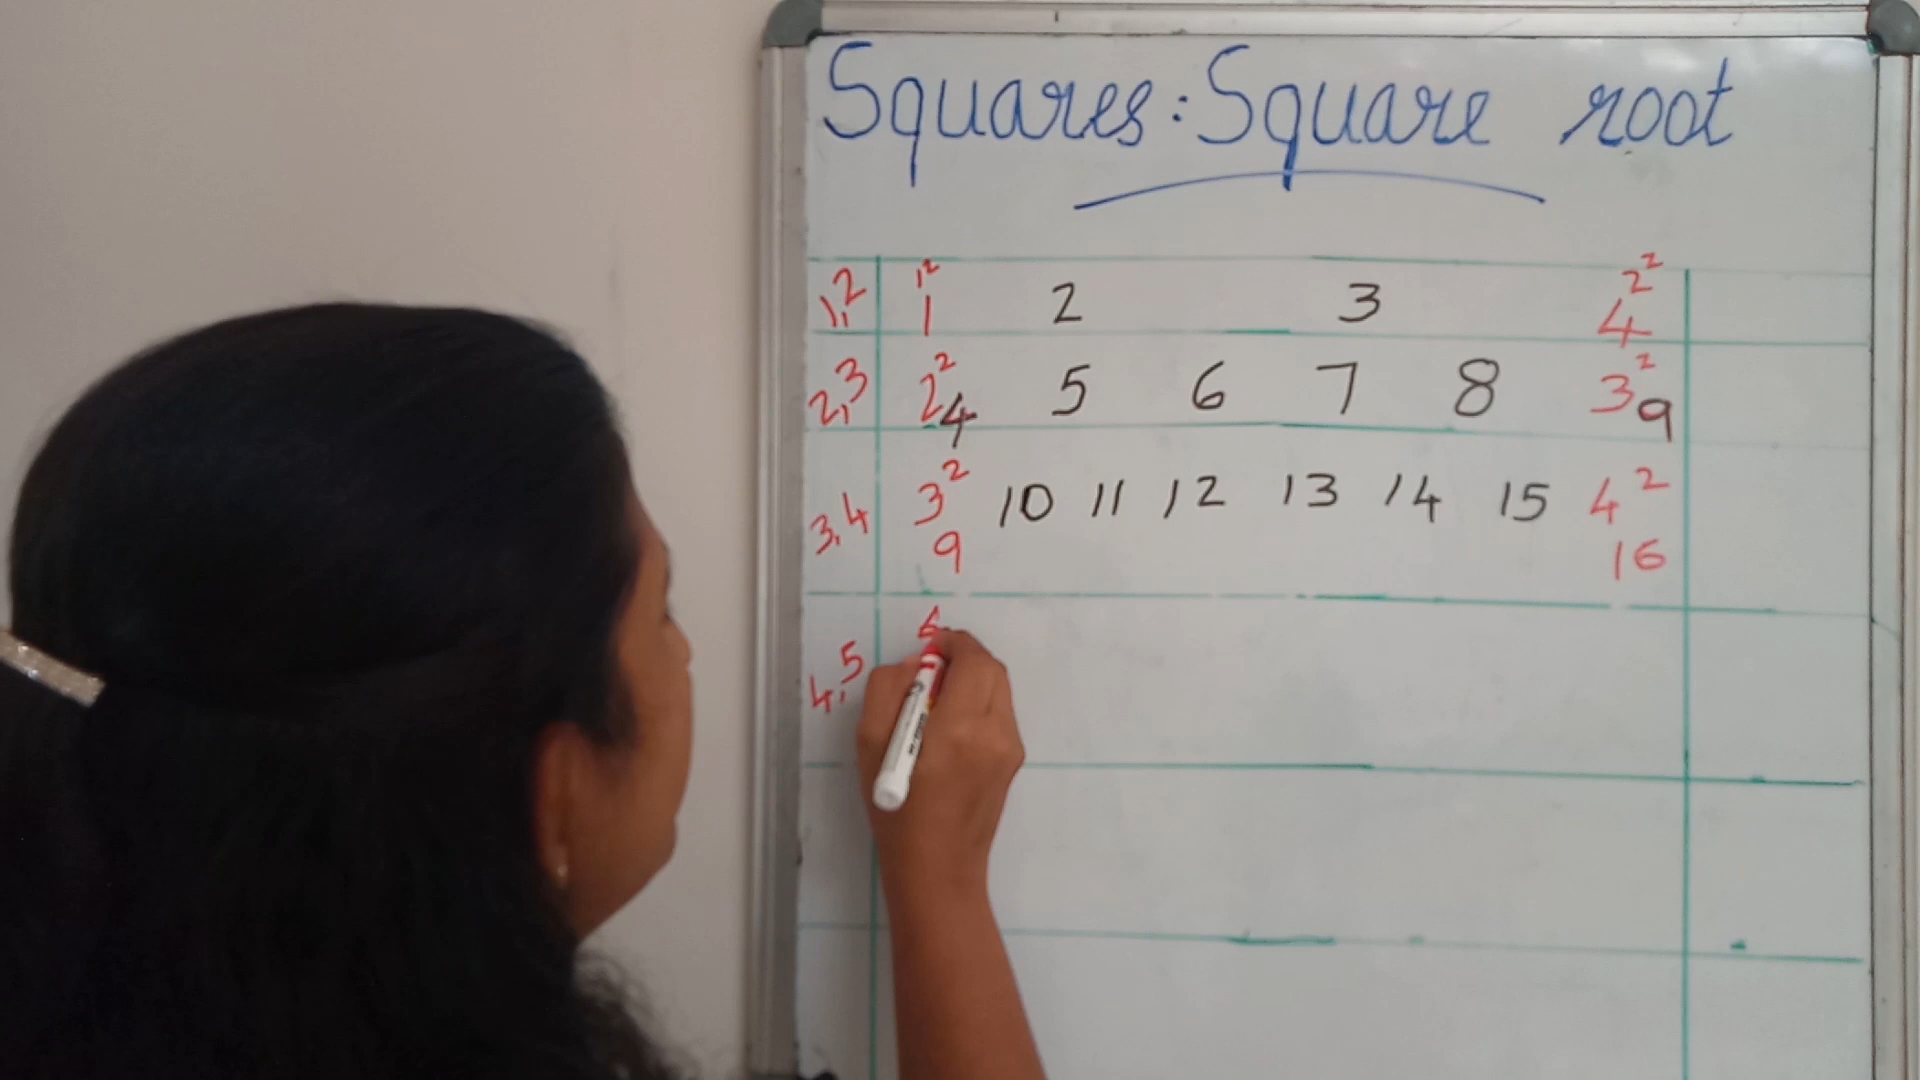 Squares: Square root
1,2 1² 1 2 3 2² 4
2,3 2² 4 5 6 7 8 3² 9
3,4 3² 9 10 11 12 13 14 15 4² 16
4,5